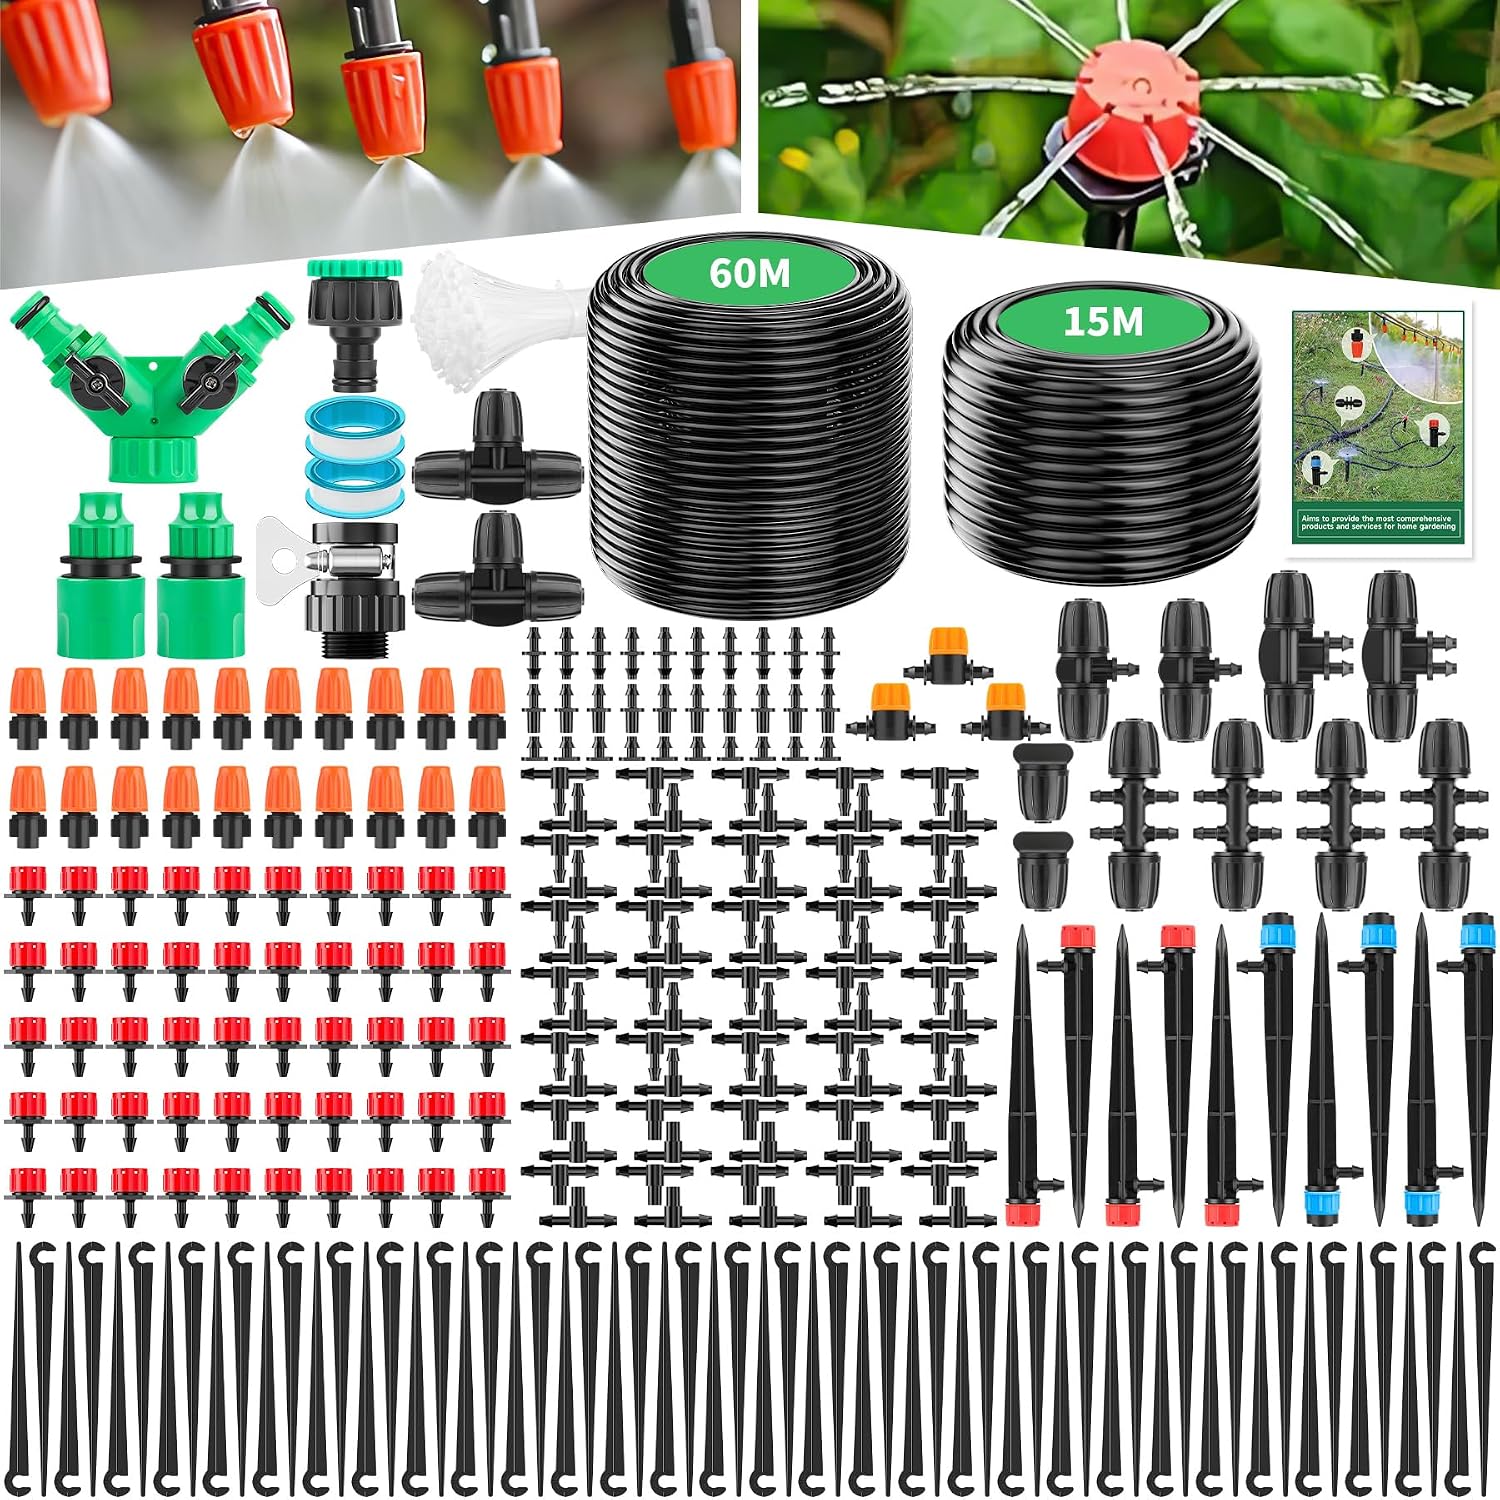 60M
15M
Aims to provide the most comprehensive
products and services for home gardening